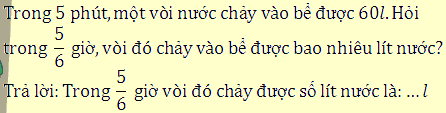 Trong 5 phút, một vòi nước chảy vào bể được 60l. Hỏi
trong 5/6 giờ, vòi đó chảy vào bể được bao nhiêu lít nước?
Trả lời: Trong 5/6 giờ vòi đó chảy được số lít nước là: ... l